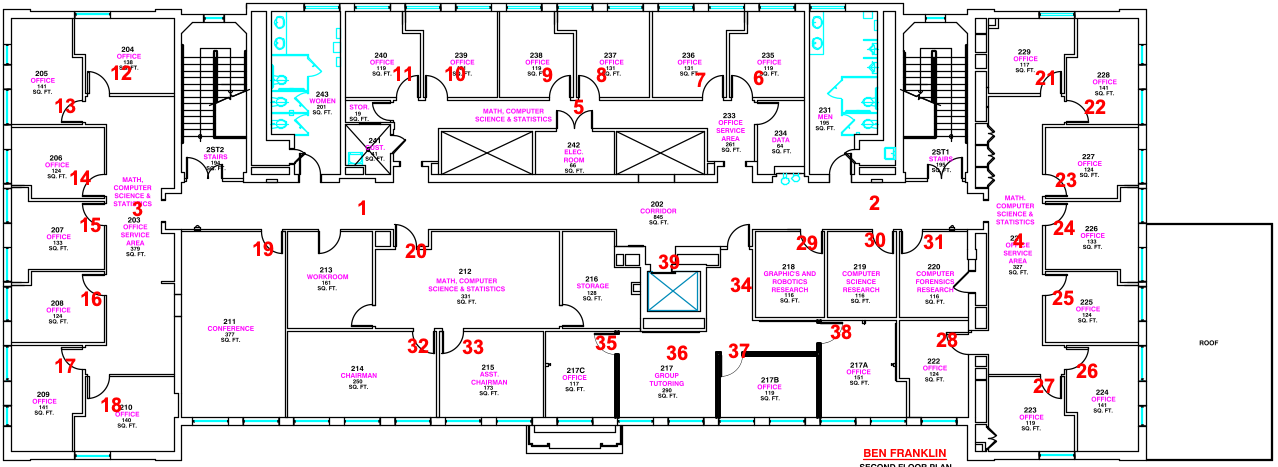 204
OFFICE
138
SQ. FT.
12
205
OFFICE
141
SQ. FT.
13
206
OFFICE
124
SQ. FT.
14
MATH,
COMPUTER
SCIENCE &
STATISTICS
3
203
OFFICE
SERVICE
AREA
379
SQ. FT.
15
207
OFFICE
133
SQ. FT.
16
208
OFFICE
124
SQ. FT.
17
209
OFFICE
141
SQ. FT.
18
210
OFFICE
140
SQ. FT.
2ST2
STAIRS
SQ. FT.
243
WOMEN
201
SQ. FT.
240
OFFICE
119
SQ. FT.
11
239
OFFICE
SQ. FT.
10
238
OFFICE
119
SQ. FT.
9
237
OFFICE
131
SQ. FT.
8
236
OFFICE
131
SQ. FT.
7
235
OFFICE
119
SQ. FT.
6
STOR.
19
SQ. FT.
241
SQ. FT.
MATH, COMPUTER
SCIENCE & STATISTICS
5
242
ELEC.
ROOM
66
SQ. FT.
233
OFFICE
SERVICE
AREA
261
SQ. FT.
234
DATA
64
SQ. FT.
231
MEN
195
SQ. FT.
2ST1
STAIRS
SQ. FT.
229
OFFICE
117
SQ. FT.
21
228
OFFICE
141
SQ. FT.
22
227
OFFICE
124
SQ. FT.
23
MATH,
COMPUTER
SCIENCE &
STATISTICS
4
OFFICE
SERVICE
AREA
327
SQ. FT.
24
226
OFFICE
133
SQ. FT.
25
225
OFFICE
124
SQ. FT.
26
224
OFFICE
141
SQ. FT.
27
223
OFFICE
119
SQ. FT.
28
222
OFFICE
124
SQ. FT.
1
202
CORRIDOR
845
SQ. FT.
2
19
211
CONFERENCE
377
SQ. FT.
213
WORKROOM
161
SQ. FT.
20
212
MATH, COMPUTER
SCIENCE & STATISTICS
331
SQ. FT.
216
STORAGE
128
SQ. FT.
39
34
29
218
GRAPHICS AND
ROBOTICS
RESEARCH
116
SQ. FT.
30
219
COMPUTER
SCIENCE
RESEARCH
116
SQ. FT.
31
220
COMPUTER
FORENSICS
RESEARCH
116
SQ. FT.
32
214
CHAIRMAN
250
SQ. FT.
33
215
ASST.
CHAIRMAN
173
SQ. FT.
35
217C
OFFICE
117
SQ. FT.
36
217
GROUP
TUTORING
290
SQ. FT.
37
217B
OFFICE
119
SQ. FT.
38
217A
OFFICE
151
SQ. FT.
ROOF
BEN FRANKLIN
SECOND FLOOR PLAN